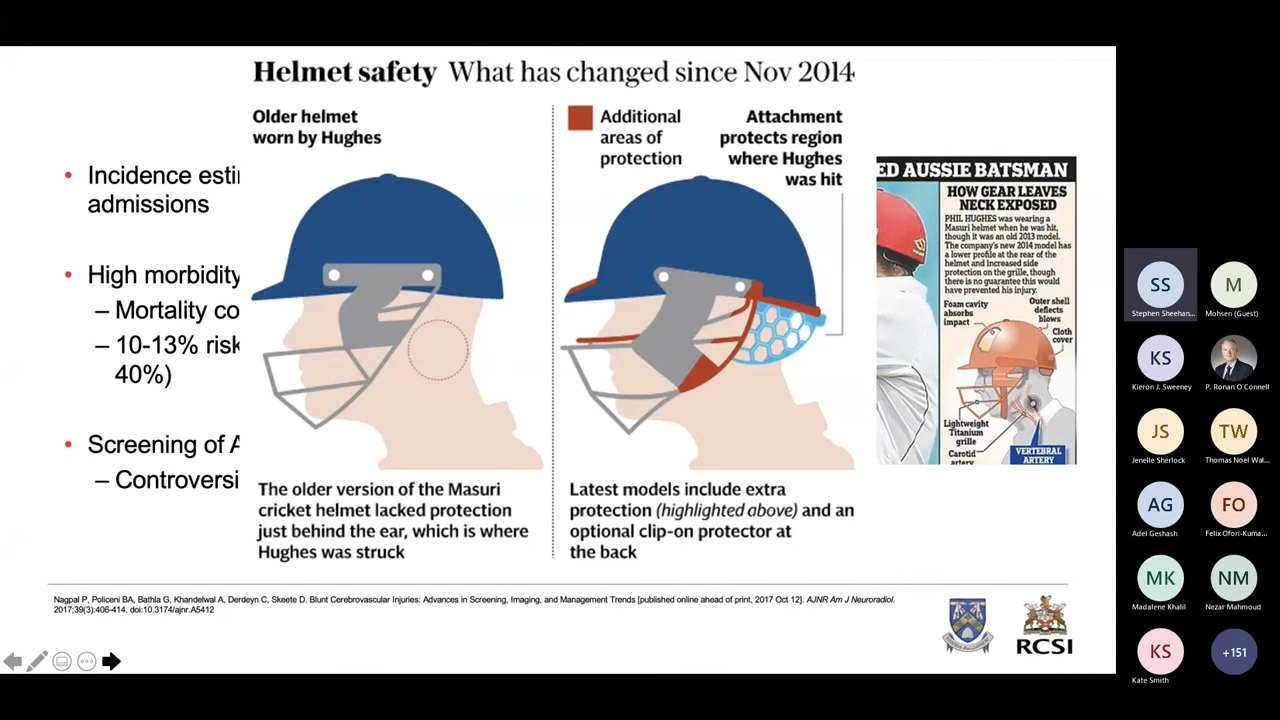 Helmet safety What has changed since Nov 2014
Older helmet
worn by Hughes
Additional
areas of
protection
Attachment
protects region
where Hughes
was hit
• Incidence
admissions
• High morbidity
– Mortality
– 10-13% risk
40%)
• Screening of
–
The older version of the Masuri
cricket helmet lacked protection
just behind the ear, which is where
Hughes was struck
Latest models include extra
protection (highlighted above) and an
optional clip-on protector at
the back
ED AUSSIE BATSMAN
HOW GEAR LEAVES
NECK EXPOSED
PHIL HUGHES was wearing a
Masuri helmet when he was hit,
though it was an old 2013 model.
The company's new 2014 model has
a lower profile at the rear of the
helmet and increased side
protection on the grille, though
there is no guarantee this would
have prevented his injury.
Foam cavity
absorbs
impact
Outer shell
deflects
blows
Cloth
cover
Lightweight
Titanium
grille
Carotid
artery
VERTEBRAL
ARTERY
Nagpal P, Policeni BA, Bathla G, Khandelwal A, Derdeyn C, Skeete D. Blunt Cerebrovascular Injuries: Advances in Screening, Imaging, and Management Trends [published online ahead of print, 2017 Oct 12]. AJNR Am J Neuroradiol.
2017;39(3):406-414. doi:10.3174/ajnr.A5412
RCSI
SS
Stephen Sheehan...
M
Mohsen (Guest)
KS
Kieron J. Sweeney
P. Ronan O'Connell
JS
Jenelle Sherlock
TW
Thomas Noel Wal...
AG
Adel Geshash
FO
Felix Ofori-Kuma...
MK
Madalene Khalil
NM
Nezar Mahmoud
KS
Kate Smith
+151